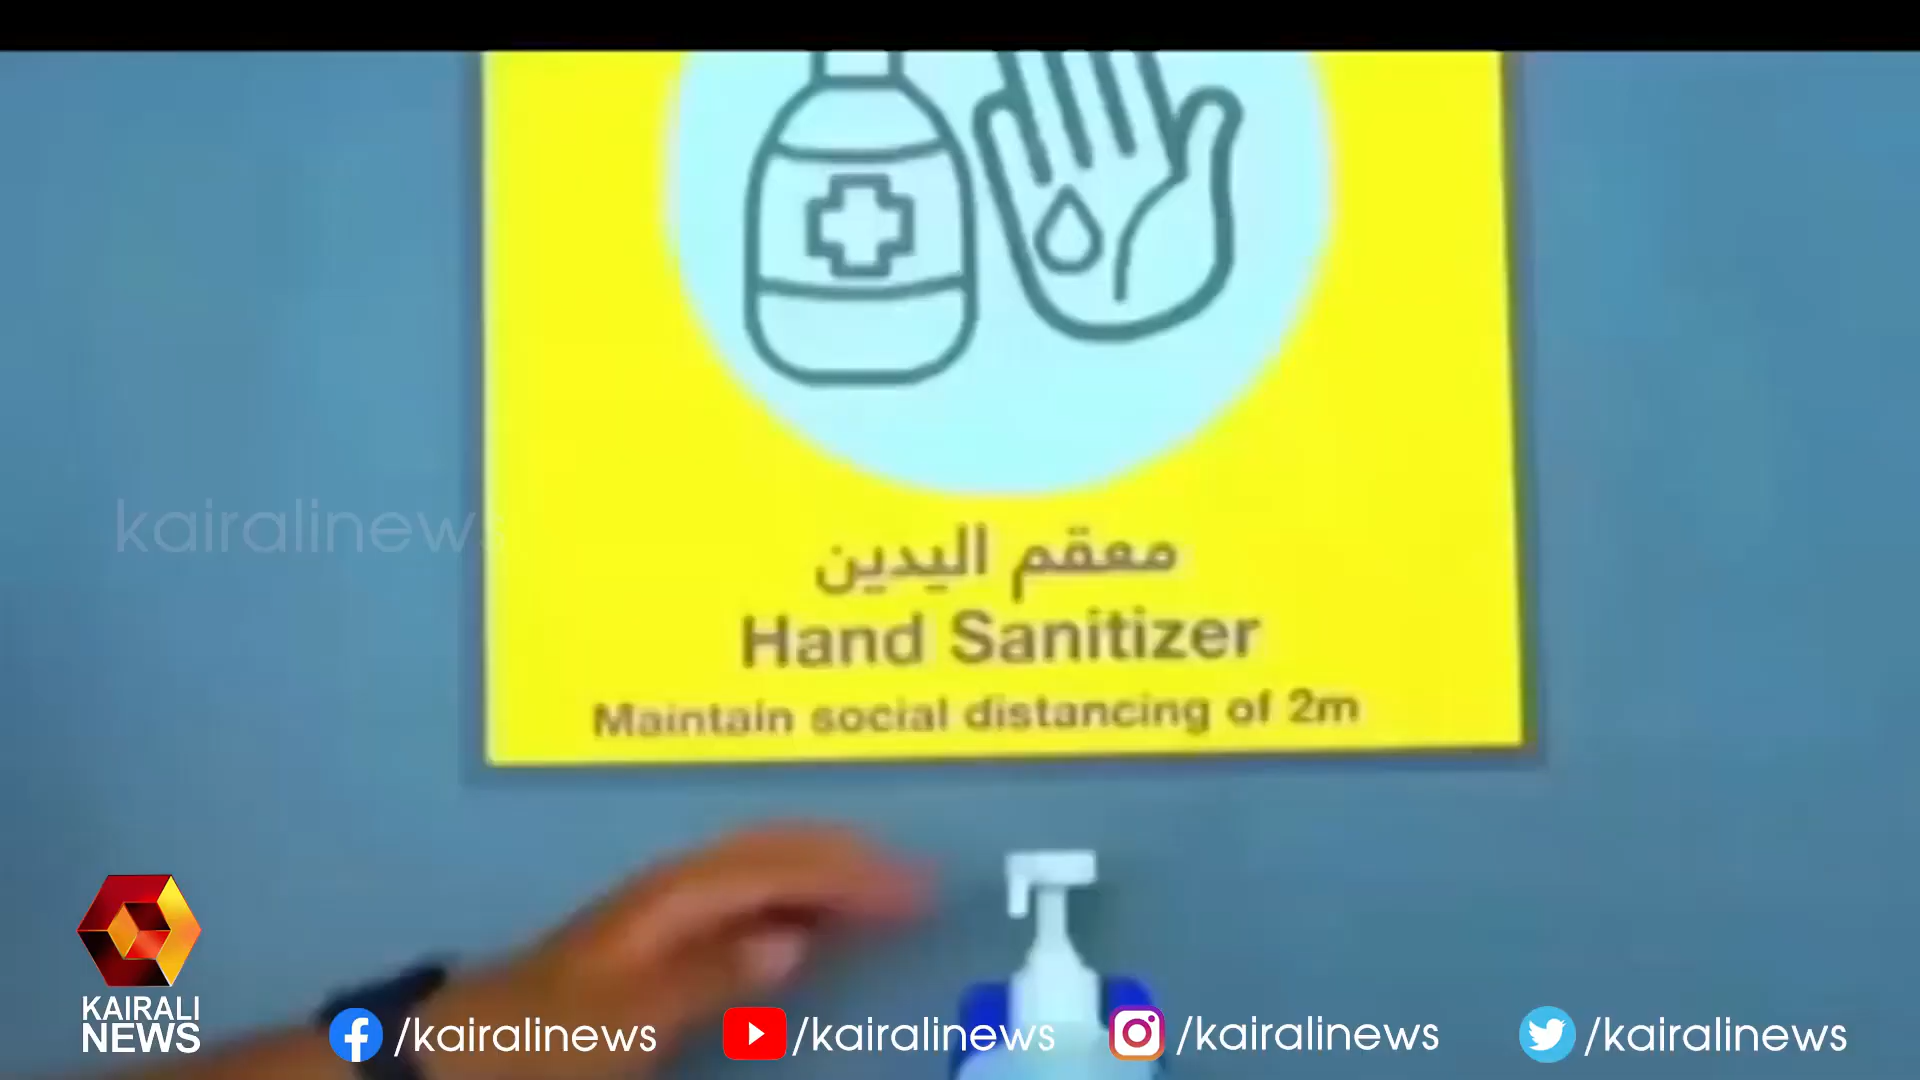 kairalinews
معقم اليدين
Hand Sanitizer
Maintain social distancing of 2m
KAIRALI
NEWS
/kairalinews
/kairalinews
/kairalinews
/kairalinews